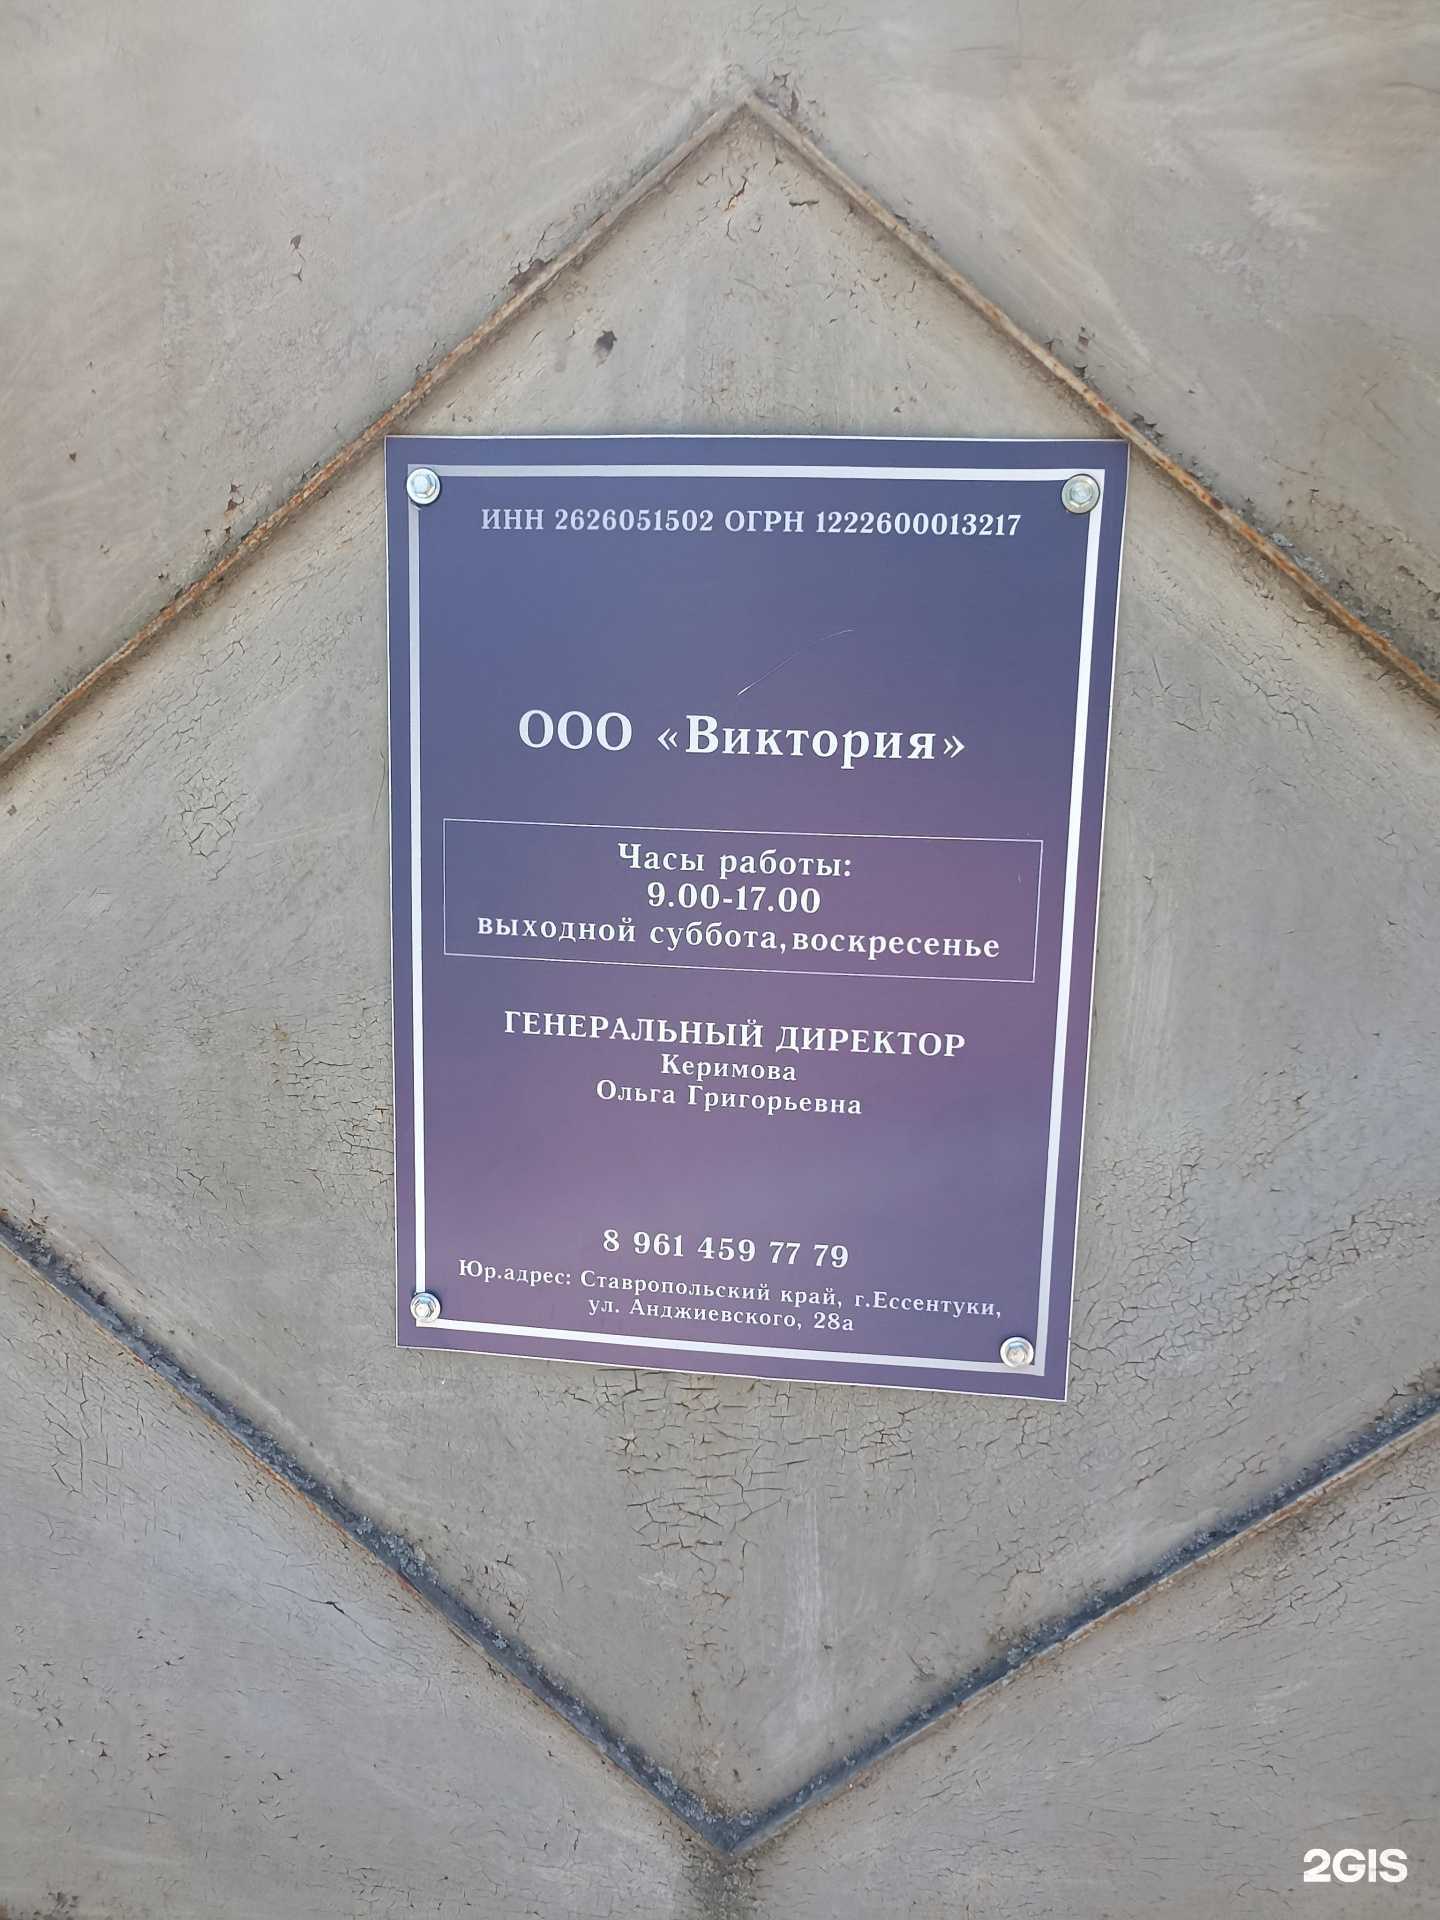 ИНН 2626051502 ОГРН 1222600013217
ООО «Виктория»
Часы работы:
9.00-17.00
выходной суббота,воскресенье
ГЕНЕРАЛЬНЫЙ ДИРЕКТОР
Керимова
Ольга Григорьевна
8 961 459 77 79
Юр.адрес: Ставропольский край, г.Ессентуки,
ул. Анджиевского, 28а
2GIS